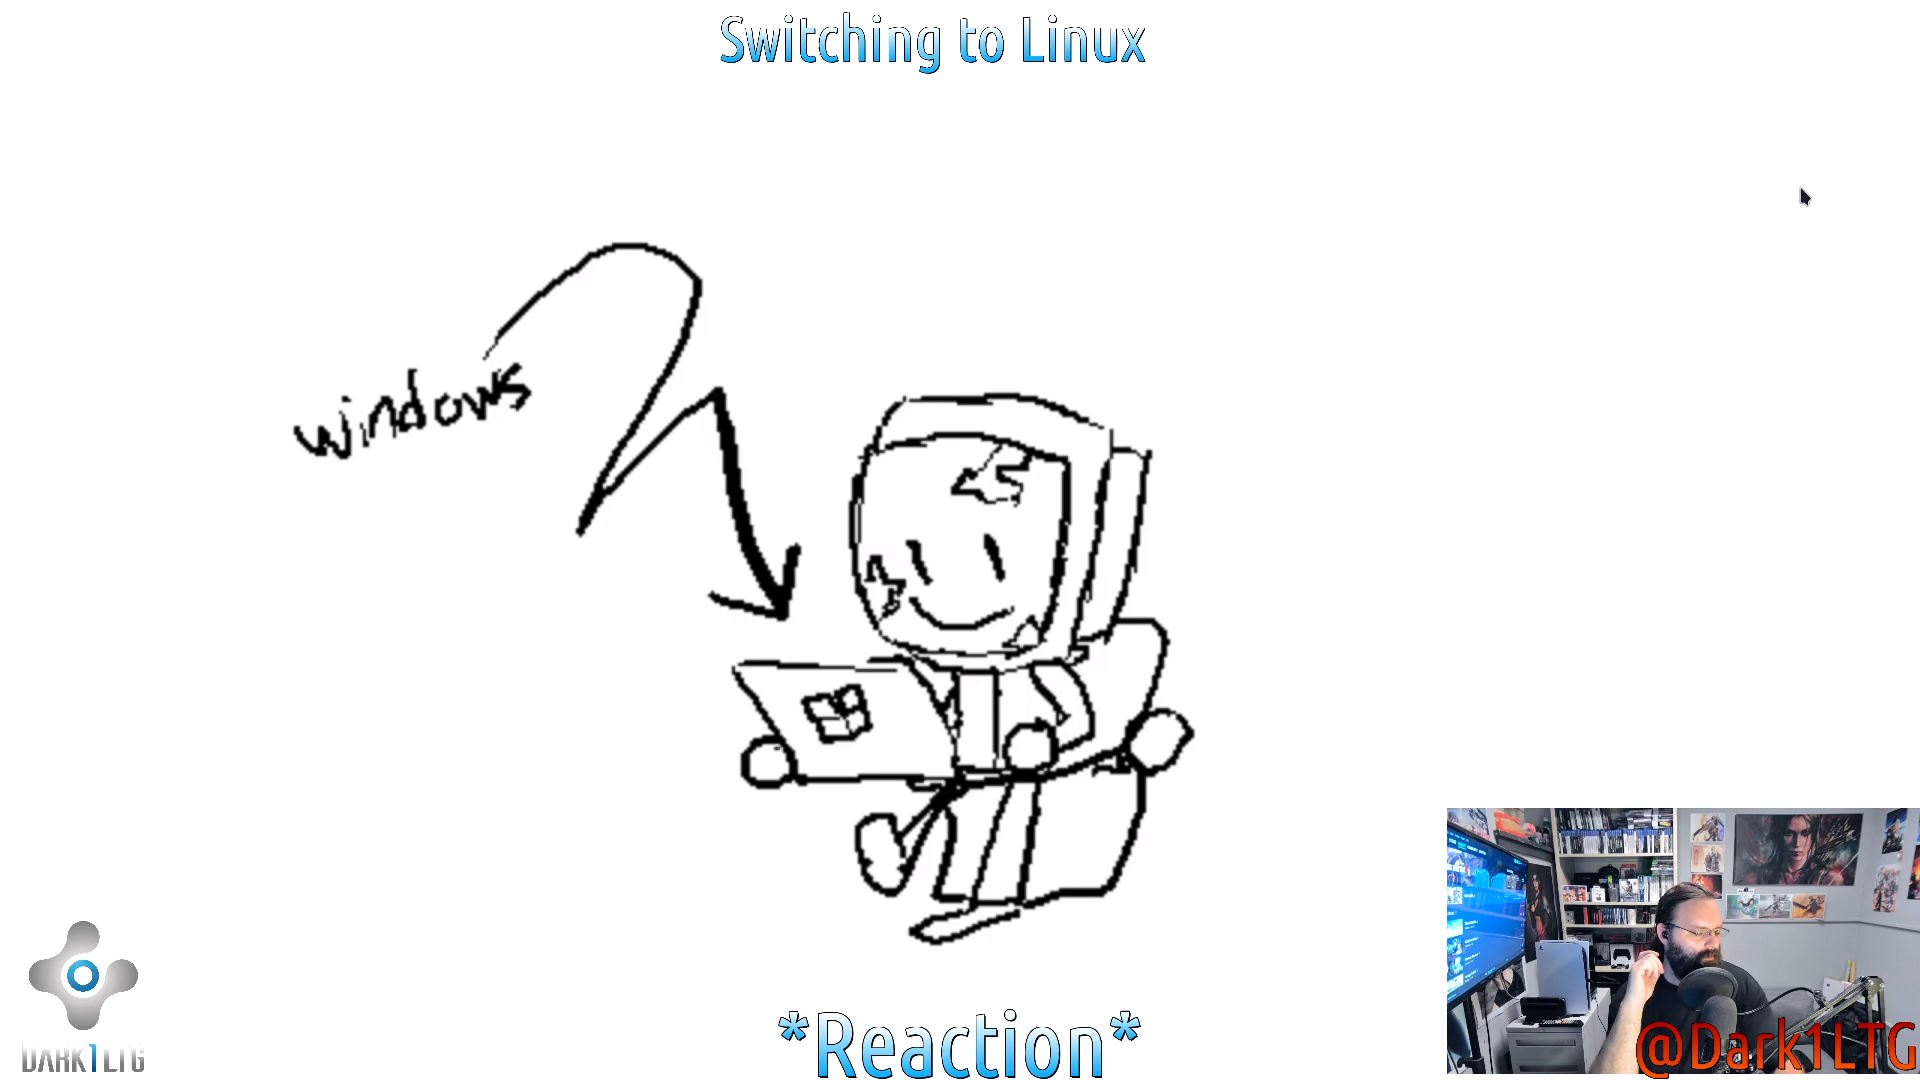 Switching to Linux
windows
*Reaction*
DARK1LTG
@Dark1LTG